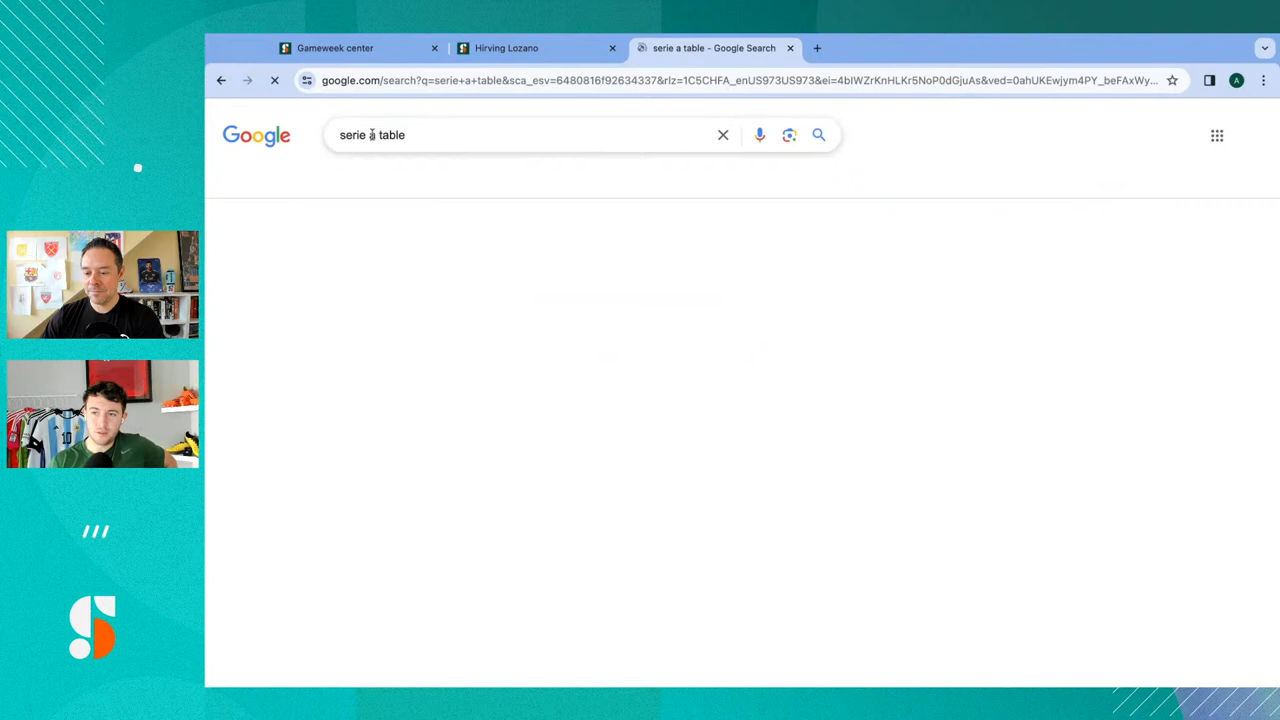 Gameweek center
Hirving Lozano
serie a table - Google Search
google.com/search?q=serie+a+table&sca_esv=6480816f92634337&rlz=1C5CHFA_enUS973US973&ei=4bIWZrKnHLKr5NoP0dGjuAs&ved=0ahUKEwjym4PY_beFAxWy...
A
Google
serie a table
10